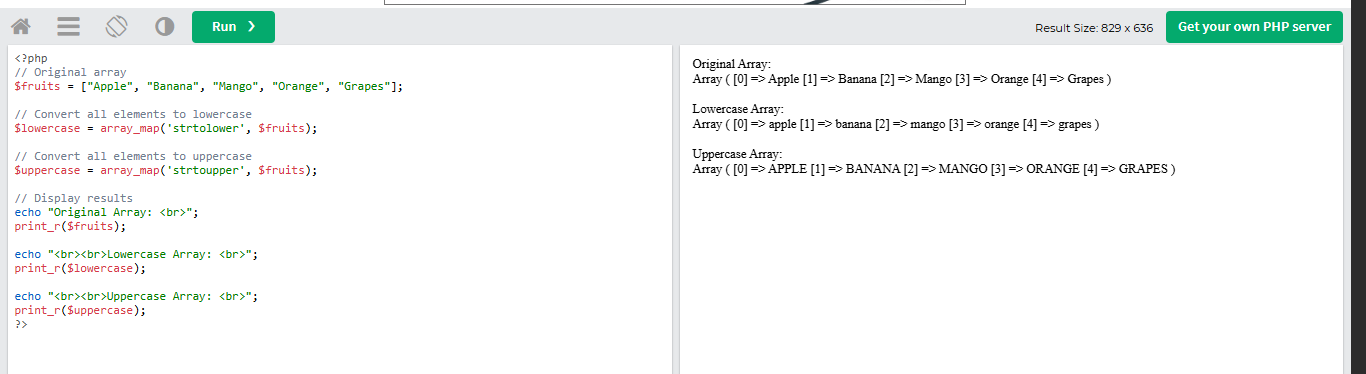 Run ❯
Result Size: 829 x 636
Get your own PHP server
<?php
// Original array
$fruits = ["Apple", "Banana", "Mango", "Orange", "Grapes"];
// Convert all elements to lowercase
$lowercase = array_map('strtolower', $fruits);
// Convert all elements to uppercase
$uppercase = array_map('strtoupper', $fruits);
// Display results
echo "Original Array: <br>";
print_r($fruits);
echo "<br><br>Lowercase Array: <br>";
print_r($lowercase);
echo "<br><br>Uppercase Array: <br>";
print_r($uppercase);
?>
Original Array:
Array ( [0] => Apple [1] => Banana [2] => Mango [3] => Orange [4] => Grapes )
Lowercase Array:
Array ( [0] => apple [1] => banana [2] => mango [3] => orange [4] => grapes )
Uppercase Array:
Array ( [0] => APPLE [1] => BANANA [2] => MANGO [3] => ORANGE [4] => GRAPES )